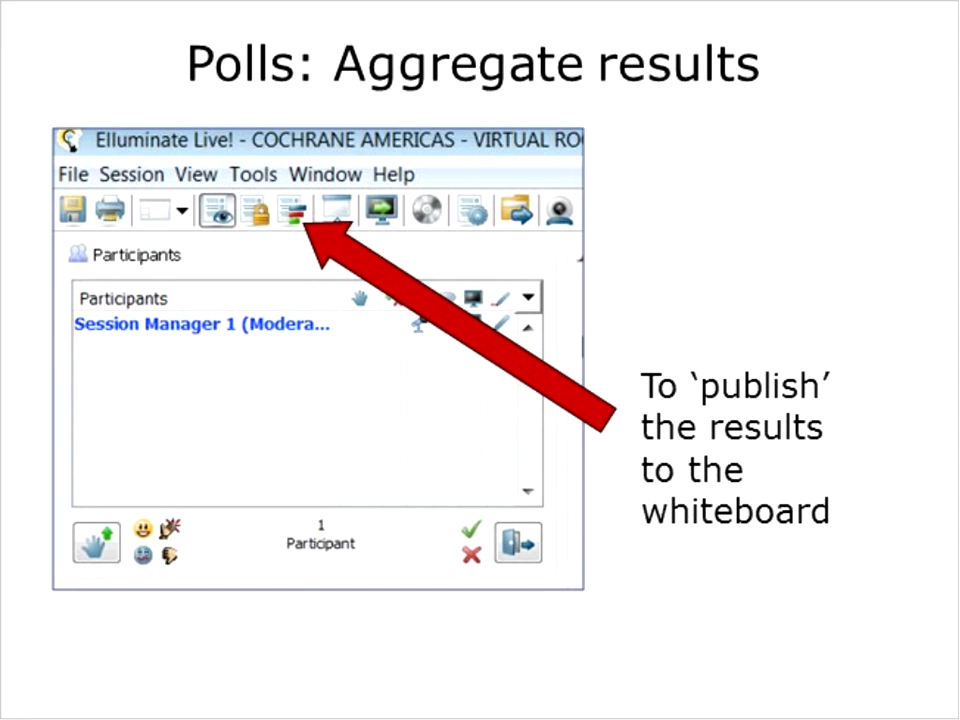 Polls: Aggregate results
Elluminate Live! - COCHRANE AMERICAS - VIRTUAL RO
File Session View Tools Window Help
Participants
Participants
Session Manager 1 (Modera...
To ‘publish’
the results
to the
whiteboard
1
Participant